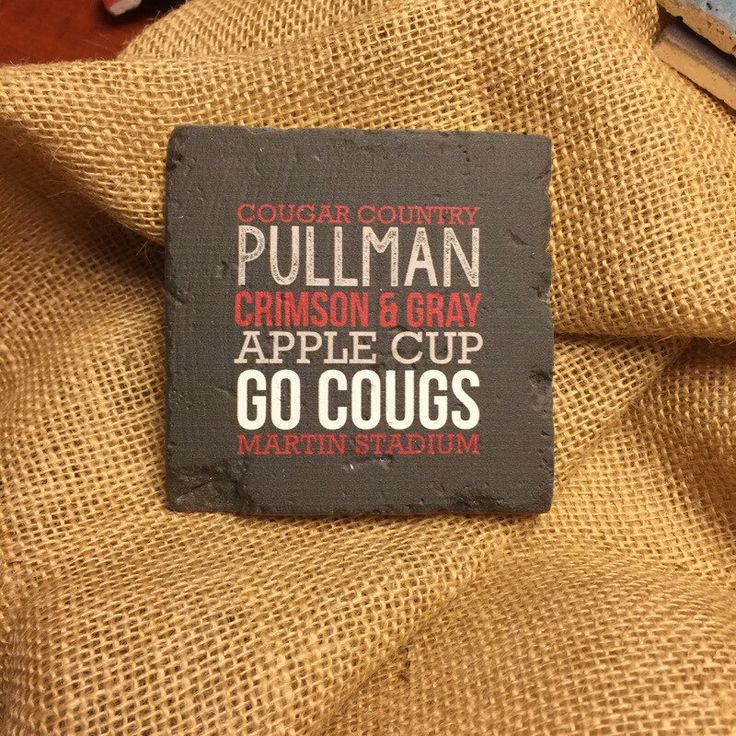 COUGAR COUNTRY
PULLMAN
CRIMSON & GRAY
APPLE CUP
GO COUGS
MARTIN STADIUM